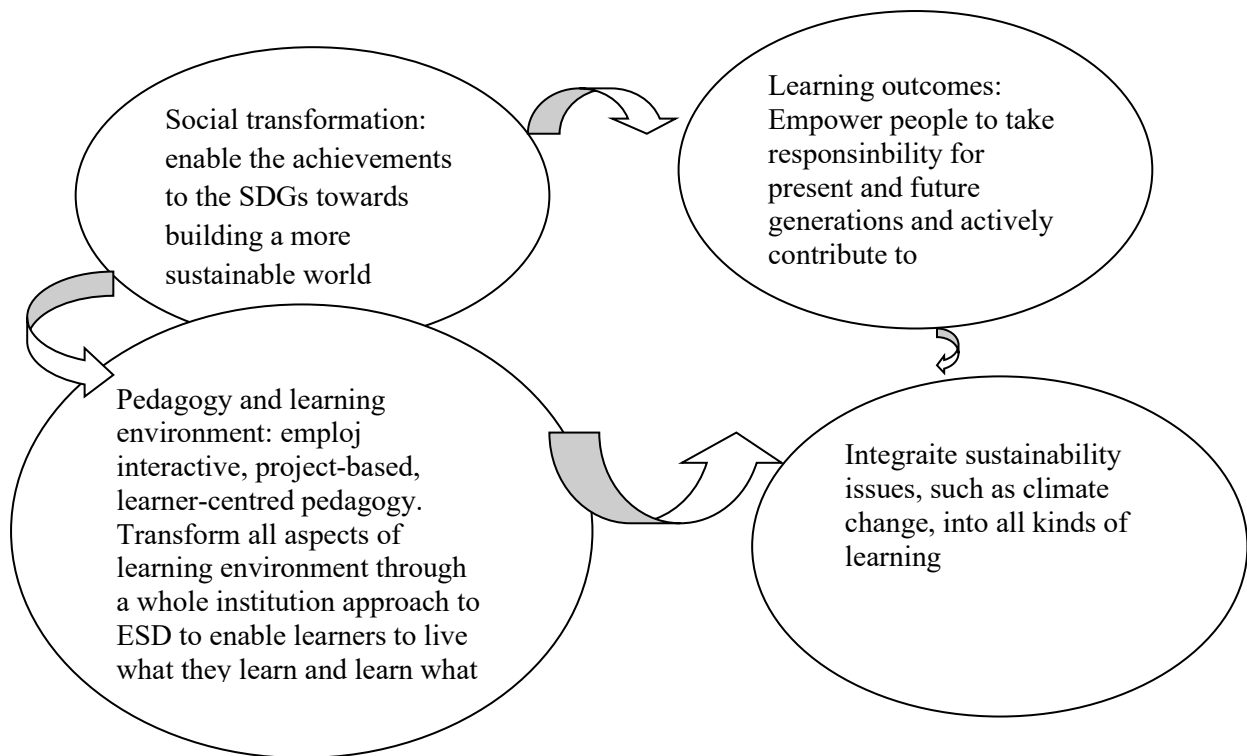 Social transformation:
enable the achievements
to the SDGs towards
building a more
sustainable world
Learning outcomes:
Empower people to take
responsinbility for
present and future
generations and actively
contribute to
Pedagogy and learning
environment: emploj
interactive, project-based,
learner-centred pedagogy.
Transform all aspects of
learning environment through
a whole institution approach to
ESD to enable learners to live
what they learn and learn what
Integraite sustainability
issues, such as climate
change, into all kinds of
learning